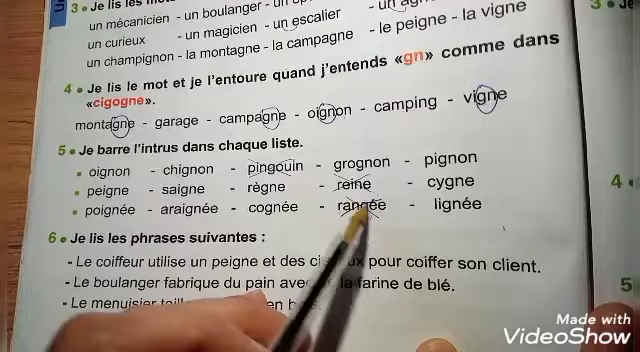 3 • Je lis les
un mécanicien - un boulanger - un
un curieux - un magicien - un escalier
un champignon - la montagne - la campagne - le peigne - la vigne
4 • Je lis le mot et je l'entoure quand j'entends «gn» comme dans
«cigogne».
montagne - garage - campagne - oignon - camping - vigne
5 • Je barre l'intrus dans chaque liste.
• oignon - chignon - pingouin - grognon - pignon
• peigne - saigne - règne - reine - cygne
• poignée - araignée - cognée - rangée - lignée
6 • Je lis les phrases suivantes :
- Le coiffeur utilise un peigne et des pour coiffer son client.
- Le boulanger fabrique du pain la farine de blé.
- Le menuisier en
3 • Je
4 •
5
Made with
VideoShow